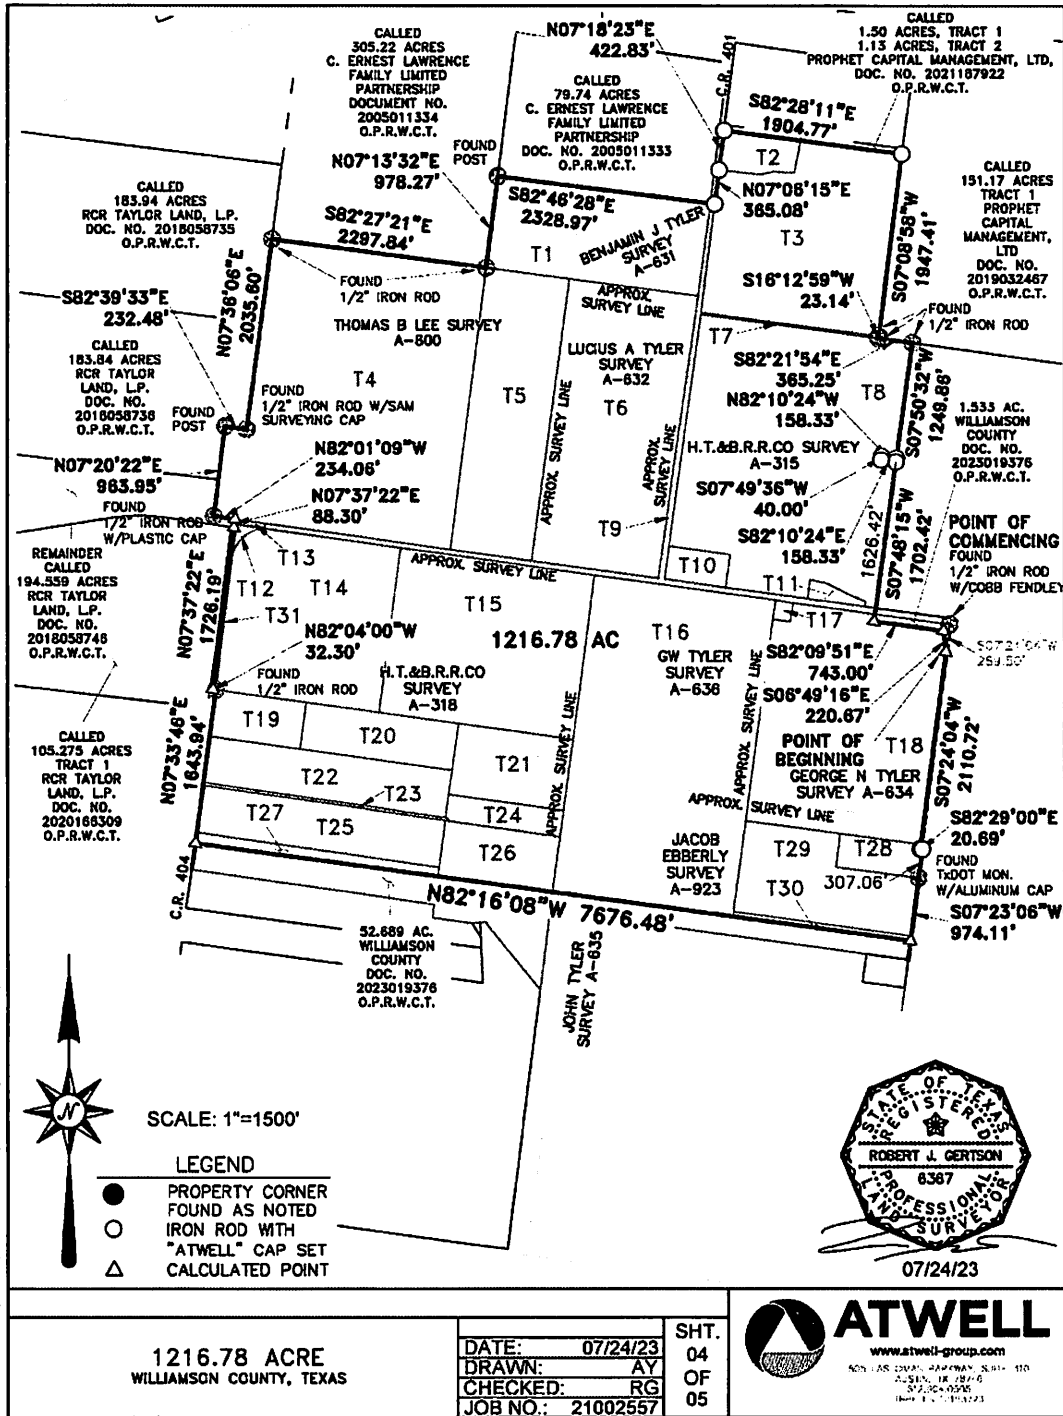 CALLED
305.22 ACRES
C. ERNEST LAWRENCE
FAMILY LIMITED
PARTNERSHIP
DOCUMENT NO.
2005011334
O.P.R.W.C.T.
N07°18'23"E
422.83'
C.R. 401
CALLED
1.50 ACRES, TRACT 1
1.13 ACRES, TRACT 2
PROPHET CAPITAL MANAGEMENT, LTD,
DOC. NO. 2021187922
O.P.R.W.C.T.
CALLED
79.74 ACRES
C. ERNEST LAWRENCE
FAMILY LIMITED
PARTNERSHIP
DOC. NO. 2005011333
O.P.R.W.C.T.
S82°28'11"E
1904.77'
T2
FOUND
POST
N07°13'32"E
978.27'
N07°06'15"E
365.08'
CALLED
151.17 ACRES
TRACT 1
PROPHET
CAPITAL
MANAGEMENT,
LTD
DOC. NO.
2019032467
O.P.R.W.C.T.
CALLED
183.94 ACRES
RCR TAYLOR LAND, L.P.
DOC. NO. 2018058735
O.P.R.W.C.T.
S82°27'21"E
2297.84'
S82°46'28"E
2328.97'
T1
BENJAMIN J TYLER
SURVEY
A-631
T3
S07°08'58"W
1947.41'
S16°12'59"W
23.14'
FOUND
1/2" IRON ROD
FOUND
1/2" IRON ROD
N07°36'06"E
2035.60'
S82°39'33"E
232.48'
APPROX.
SURVEY LINE
THOMAS B LEE SURVEY
A-800
T7
S82°21'54"E
365.25'
LUCIUS A TYLER
SURVEY
A-632
CALLED
183.84 ACRES
RCR TAYLOR
LAND, L.P.
DOC. NO.
2018058736
O.P.R.W.C.T.
T4
T5
T6
T8
S07°50'32"W
1249.86'
N82°10'24"W
158.33'
FOUND
1/2" IRON ROD W/SAM
SURVEYING CAP
FOUND
POST
APPROX. SURVEY LINE
APPROX.
SURVEY LINE
1.535 AC.
WILLIAMSON
COUNTY
DOC. NO.
2023019376
O.P.R.W.C.T.
H.T.&B.R.R.CO SURVEY
A-315
N82°01'09"W
234.06'
N07°20'22"E
963.95'
S07°49'36"W
40.00'
N07°37'22"E
88.30'
FOUND
1/2" IRON ROD
W/PLASTIC CAP
T9
S82°10'24"E
158.33'
1626.42'
S07°48'15"W
1702.42'
POINT OF
COMMENCING
FOUND
1/2" IRON ROD
W/COBB FENDLEY
REMAINDER
CALLED
194.559 ACRES
RCR TAYLOR
LAND, L.P.
DOC. NO.
2018058746
O.P.R.W.C.T.
T13
T12
T14
APPROX. SURVEY LINE
T10
T11
N07°37'22"E
1726.19'
T15
T31
T17
N82°04'00"W
32.30'
1216.78 AC
T16
GW TYLER
SURVEY
A-636
S82°09'51"E
743.00'
S06°49'16"E
220.67'
FOUND
1/2" IRON ROD
H.T.&B.R.R.CO
SURVEY
A-318
APPROX. SURVEY LINE
APPROX. SURVEY LINE
POINT OF
BEGINNING
T18
GEORGE N TYLER
SURVEY A-634
S07°24'04"W
2110.72'
CALLED
105.275 ACRES
TRACT 1
RCR TAYLOR
LAND, L.P.
DOC. NO.
2020166309
O.P.R.W.C.T.
N07°33'46"E
1643.94'
T19
T20
T21
T22
T23
T24
T27
T25
T26
APPROX. SURVEY LINE
S82°29'00"E
20.69'
JACOB
EBBERLY
SURVEY
A-923
T29
T28
307.06'
FOUND
TxDOT MON.
W/ALUMINUM CAP
T30
S07°23'06"W
974.11'
C.R. 404
N82°16'08"W 7676.48'
52.689 AC.
WILLIAMSON
COUNTY
DOC. NO.
2023019376
O.P.R.W.C.T.
JOHN TYLER
SURVEY A-635
N
SCALE: 1"=1500'
LEGEND
PROPERTY CORNER
FOUND AS NOTED
IRON ROD WITH
"ATWELL" CAP SET
CALCULATED POINT
STATE OF TEXAS
REGISTERED
ROBERT J. GERTSON
6367
PROFESSIONAL
LAND SURVEYOR
07/24/23
1216.78 ACRE
WILLIAMSON COUNTY, TEXAS
DATE: 07/24/23
DRAWN: AY
CHECKED: RG
JOB NO.: 21002557
SHT.
04
OF
05
ATWELL
www.atwell-group.com